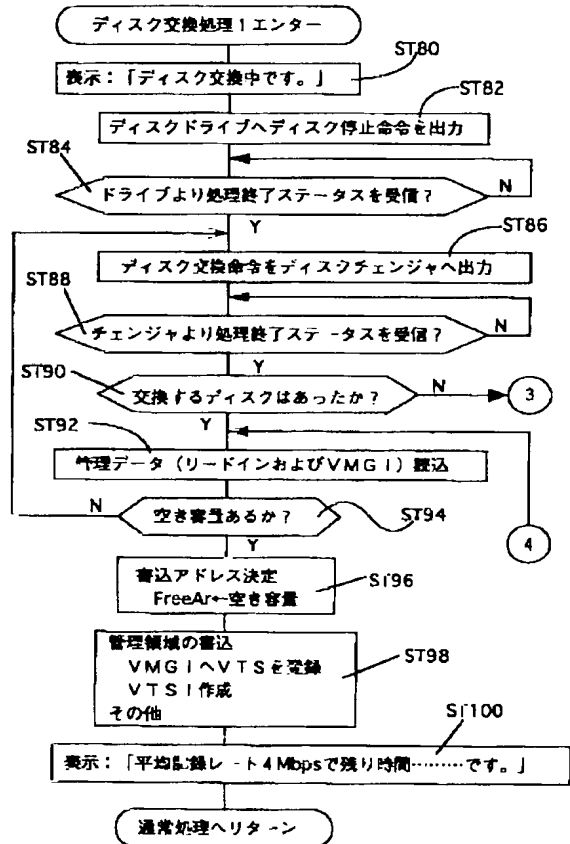 ディスク交換処理1エンター
ST80
表示:「ディスク交換中です。」
ST82
ディスクドライブへディスク停止命令を出力
ST84
ドライブより処理終了ステータスを受信?
N
Y
ST86
ディスク交換命令をディスクチェンジャへ出力
ST88
チェンジャより処理終了ステータスを受信?
N
Y
ST90
交換するディスクはあったか?
N
3
Y
ST92
管理データ(リードインおよびVMGI)読込
N
空き容量あるか?
ST94
4
Y
書込アドレス決定
FreeAr←空き容量
ST96
管理領域の書込
VMGIへVTSを登録
VTSI作成
その他
ST98
ST100
表示:「平均記録レート4Mbpsで残り時間………です。」
通常処理へリターン